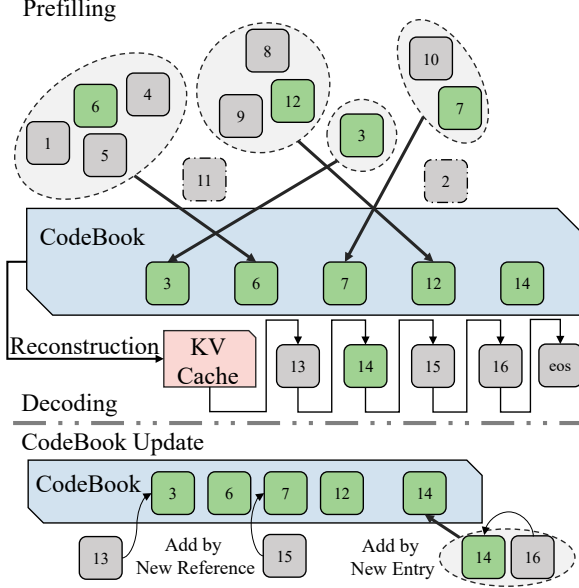 Prefilling
8
10
6
4
12
7
9
3
1
5
11
2
CodeBook
3
6
7
12
14
Reconstruction
KV
Cache
13
14
15
16
eos
Decoding
CodeBook Update
CodeBook
3
6
7
12
14
13
Add by
New Reference
15
Add by
New Entry
14
16